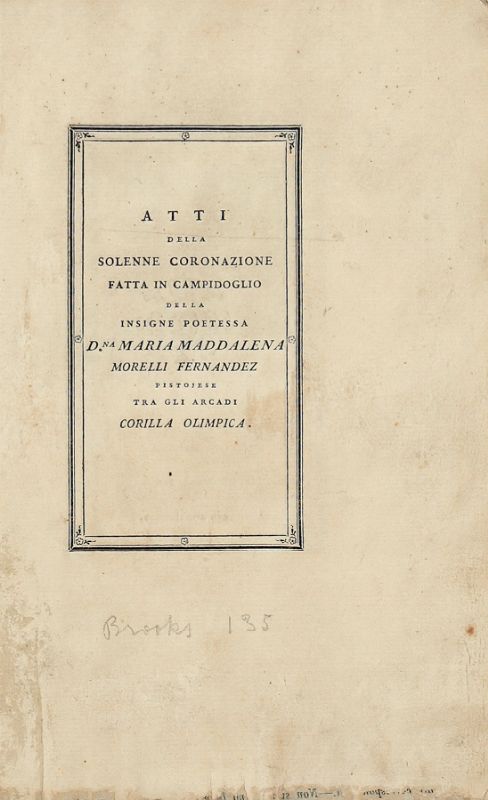 ATTI
DELLA
SOLENNE CORONAZIONE
FATTA IN CAMPIDOGLIO
DELLA
INSIGNE POETESSA
D.NA MARIA MADDALENA
MORELLI FERNANDEZ
PISTOJESE
TRA GLI ARCADI
CORILLA OLIMPICA.
Brooks 135